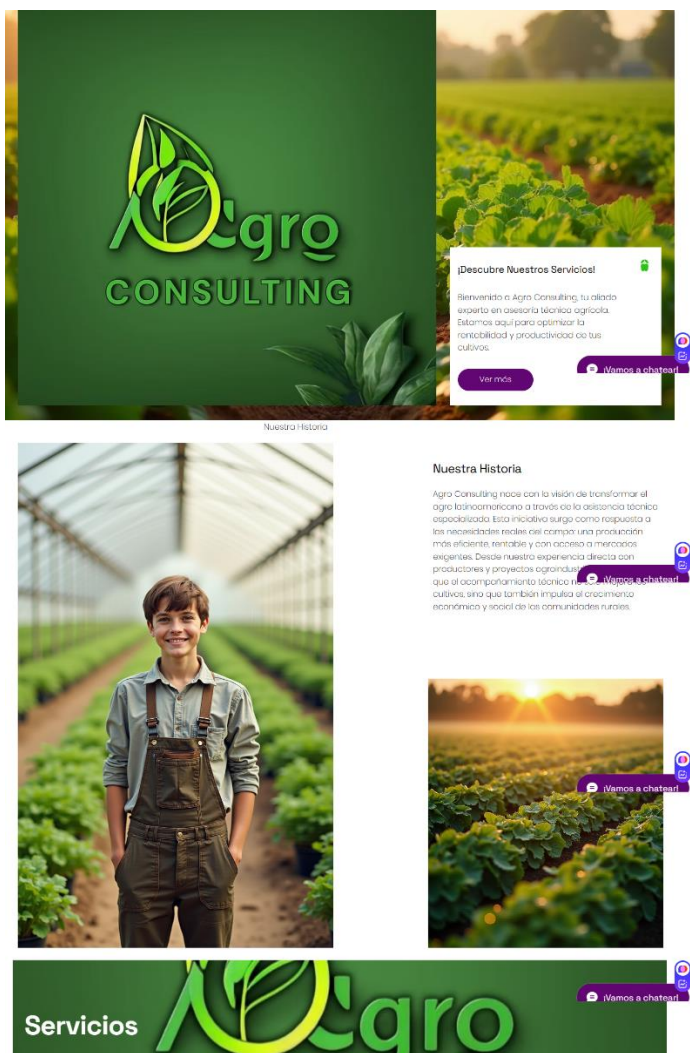 Agro
CONSULTING
¡Descubre Nuestros Servicios!
Bienvenido a Agro Consulting, tu aliado
experto en asesoría técnica agrícola.
Estamos aquí para optimizar la
rentabilidad y productividad de tus
cultivos.
Ver más
¡Vamos a chatear!
Nuestra Historia
Nuestra Historia
Agro Consulting nace con la visión de transformar el
agro latinoamericano a través de la asistencia técnica
especializada. Esta iniciativa surge como respuesta a
las necesidades reales del campo: una producción
más eficiente, rentable y con acceso a mercados
exigentes. Desde nuestra experiencia directa con
productores y proyectos
¡Vamos a chatear!
que el acompañamiento técnico
cultivos, sino que también impulsa el crecimiento
económico y social de las comunidades rurales.
¡Vamos a chatear!
Agro
Servicios
¡Vamos a chatear!